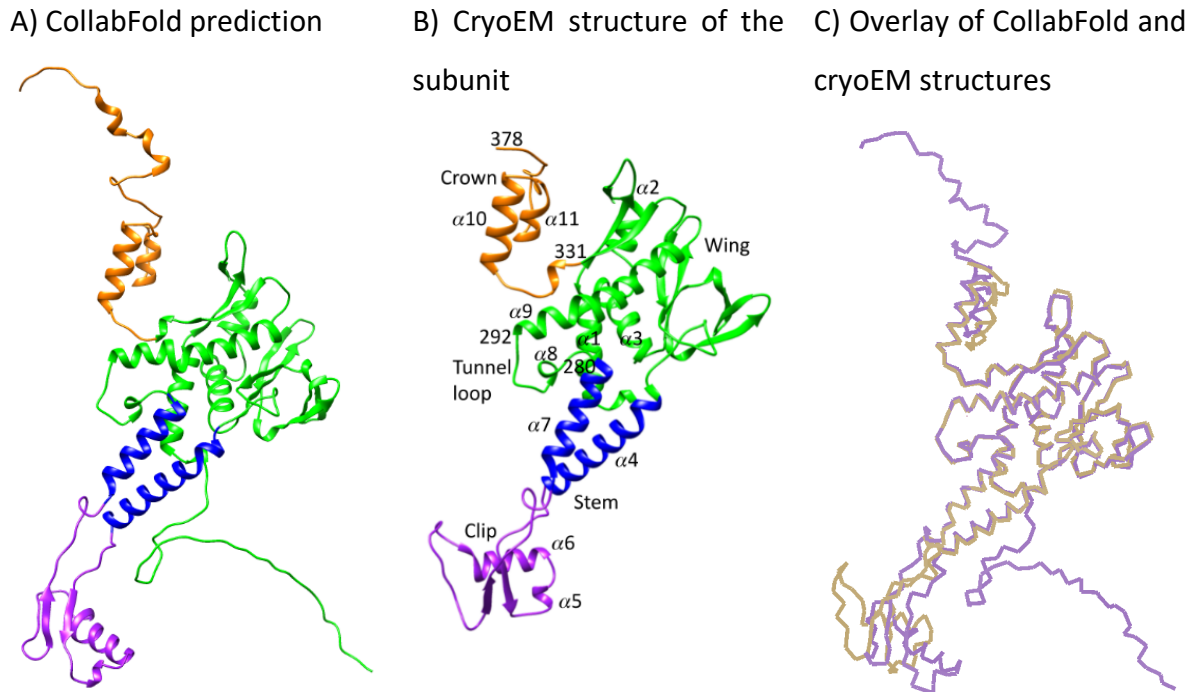 A) CollabFold prediction
B) CryoEM structure of the
subunit
C) Overlay of CollabFold and
cryoEM structures
378
Crown
α10
α11
α2
331
Wing
α9
292
α1
α3
α8
280
Tunnel
loop
α7
α4
Stem
Clip
α6
α5